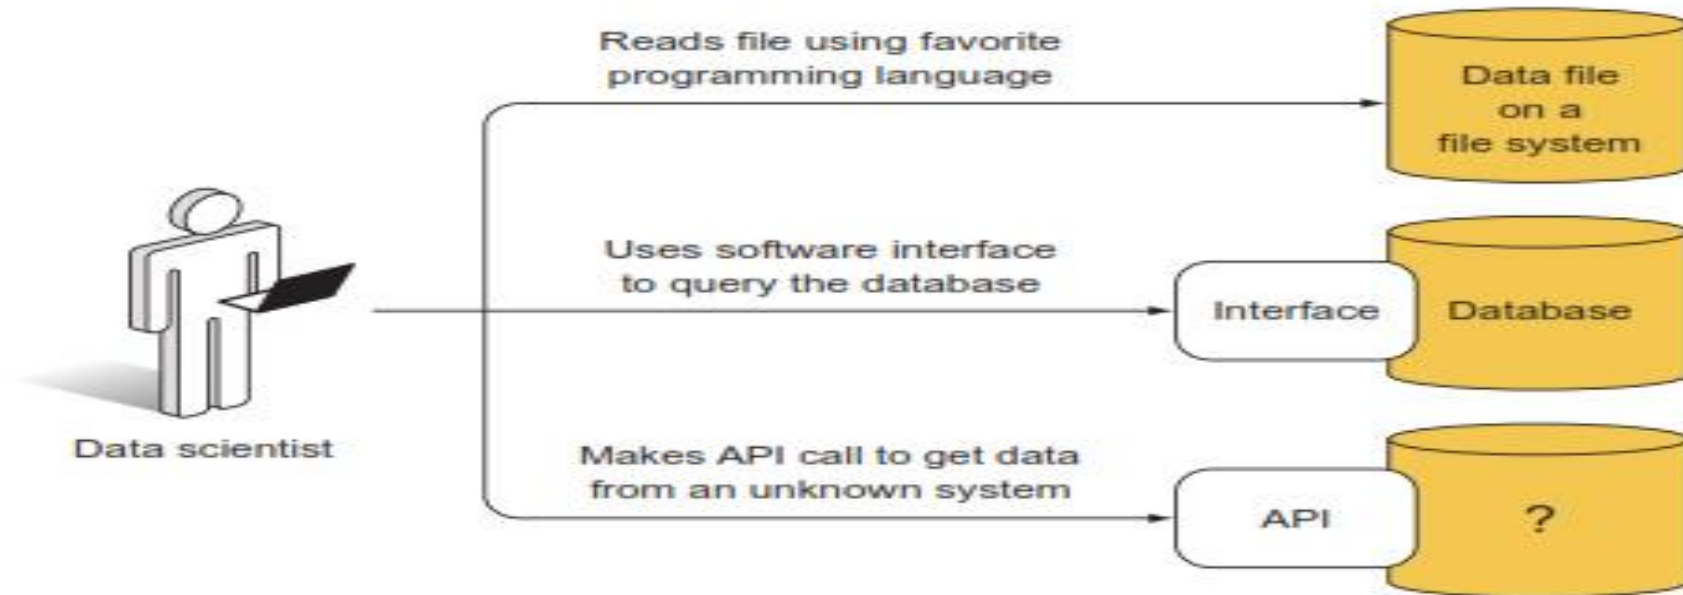 Reads file using favorite
programming language
Data file
on a
file system
Uses software interface
to query the database
Interface
Database
Data scientist
Makes API call to get data
from an unknown system
API
?